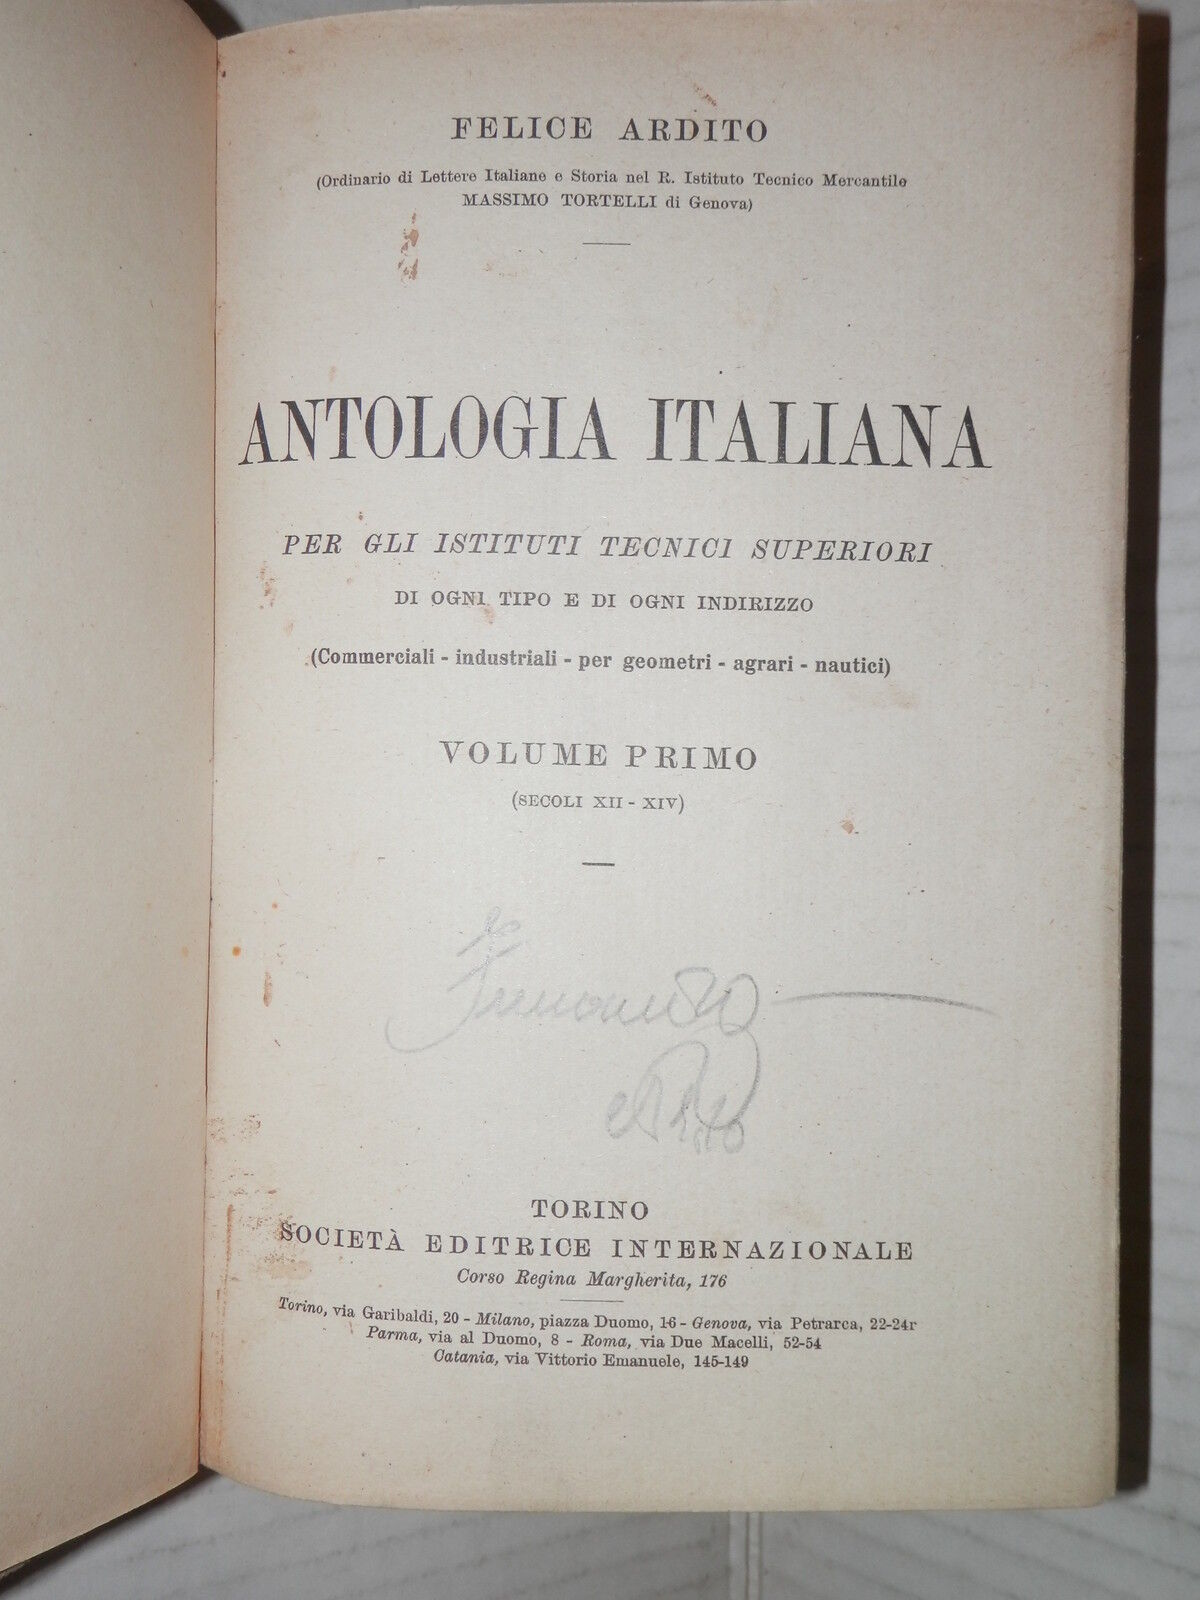 FELICE ARDITO
(Ordinario di Lettere Italiane e Storia nel R. Istituto Tecnico Mercantile
MASSIMO TORTELLI di Genova)
ANTOLOGIA ITALIANA
PER GLI ISTITUTI TECNICI SUPERIORI
DI OGNI TIPO E DI OGNI INDIRIZZO
(Commerciali - industriali - per geometri - agrari - nautici)
VOLUME PRIMO
(SECOLI XII - XIV)
TORINO
SOCIETÀ EDITRICE INTERNAZIONALE
Corso Regina Margherita, 176
Torino, via Garibaldi, 20 - Milano, piazza Duomo, 16 - Genova, via Petrarca, 22-24r
Parma, via al Duomo, 8 - Roma, via Due Macelli, 52-54
Catania, via Vittorio Emanuele, 145-149